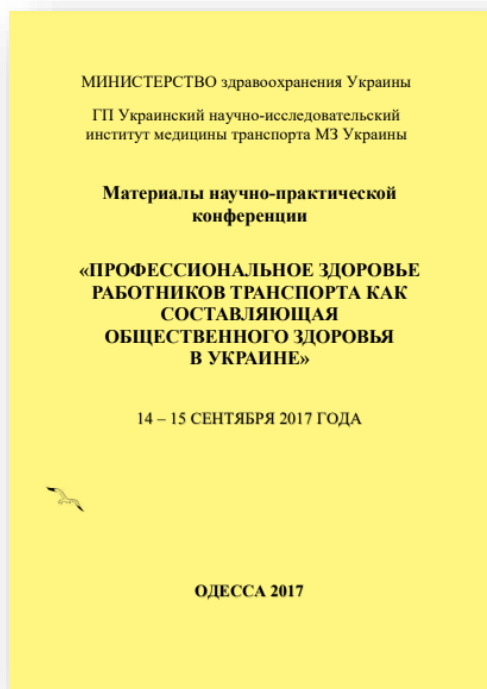 МИНИСТЕРСТВО здравоохранения Украины
ГП Украинский научно-исследовательский
институт медицины транспорта МЗ Украины
Материалы научно-практической
конференции
«ПРОФЕССИОНАЛЬНОЕ ЗДОРОВЬЕ
РАБОТНИКОВ ТРАНСПОРТА КАК
СОСТАВЛЯЮЩАЯ
ОБЩЕСТВЕННОГО ЗДОРОВЬЯ
В УКРАИНЕ»
14 – 15 СЕНТЯБРЯ 2017 ГОДА
ОДЕССА 2017